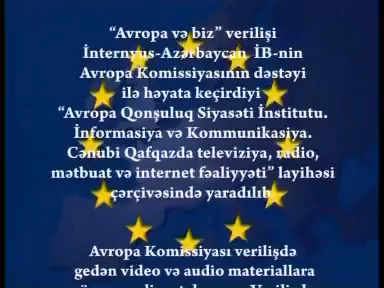 “Avropa və biz” verilişi
İnternyus-Azərbaycan İB-nin
Avropa Komissiyasının dəstəyi
ilə həyata keçirdiyi
“Avropa Qonşuluq Siyasəti İnstitutu.
İnformasiya və Kommunikasiya.
Cənubi Qafqazda televiziya, radio,
mətbuat və internet fəaliyyəti” layihəsi
çərçivəsində yaradılıb.
Avropa Komissiyası verilişdə
gedən video və audio materiallara